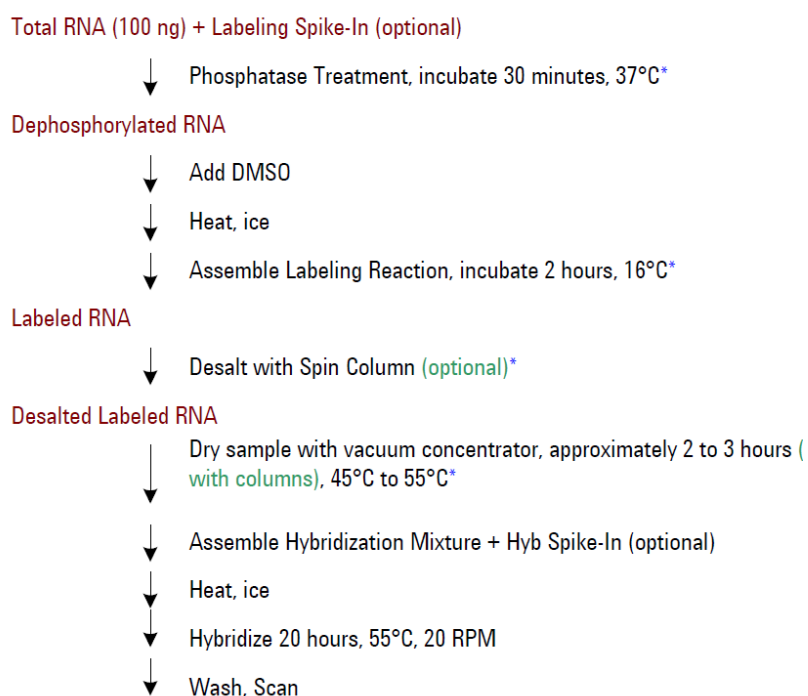 Total RNA (100 ng) + Labeling Spike-In (optional)
Phosphatase Treatment, incubate 30 minutes, 37°C*
Dephosphorylated RNA
Add DMSO
Heat, ice
Assemble Labeling Reaction, incubate 2 hours, 16°C*
Labeled RNA
Desalt with Spin Column (optional)*
Desalted Labeled RNA
Dry sample with vacuum concentrator, approximately 2 to 3 hours (
with columns), 45°C to 55°C*
Assemble Hybridization Mixture + Hyb Spike-In (optional)
Heat, ice
Hybridize 20 hours, 55°C, 20 RPM
Wash, Scan